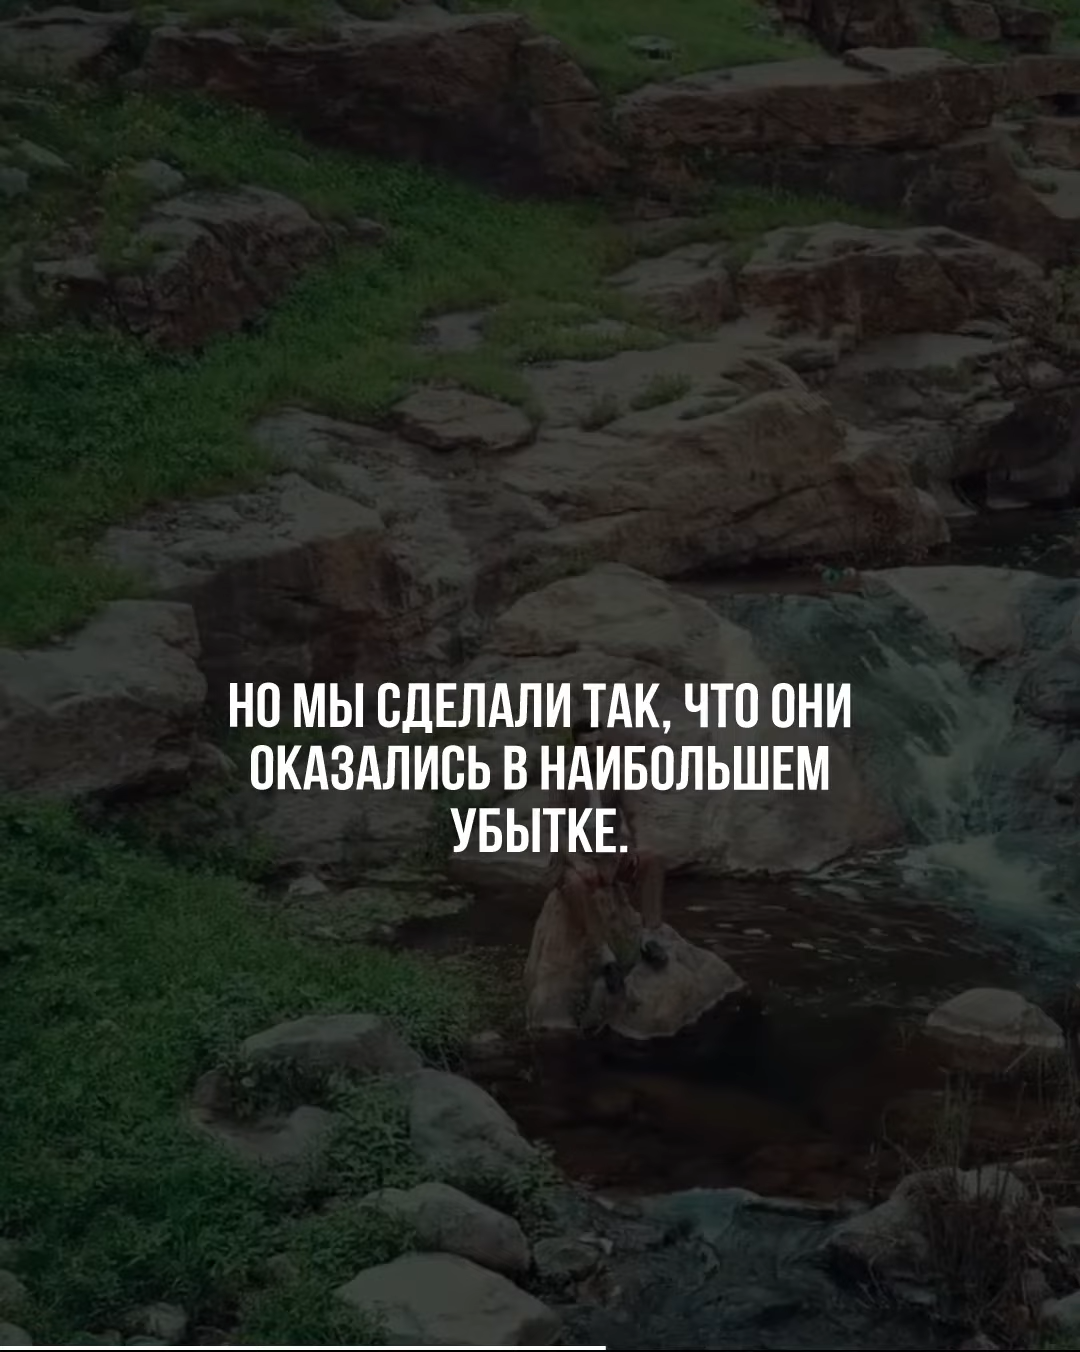 НО МЫ СДЕЛАЛИ ТАК, ЧТО ОНИ
ОКАЗАЛИСЬ В НАИБОЛЬШЕМ
УБЫТКЕ.